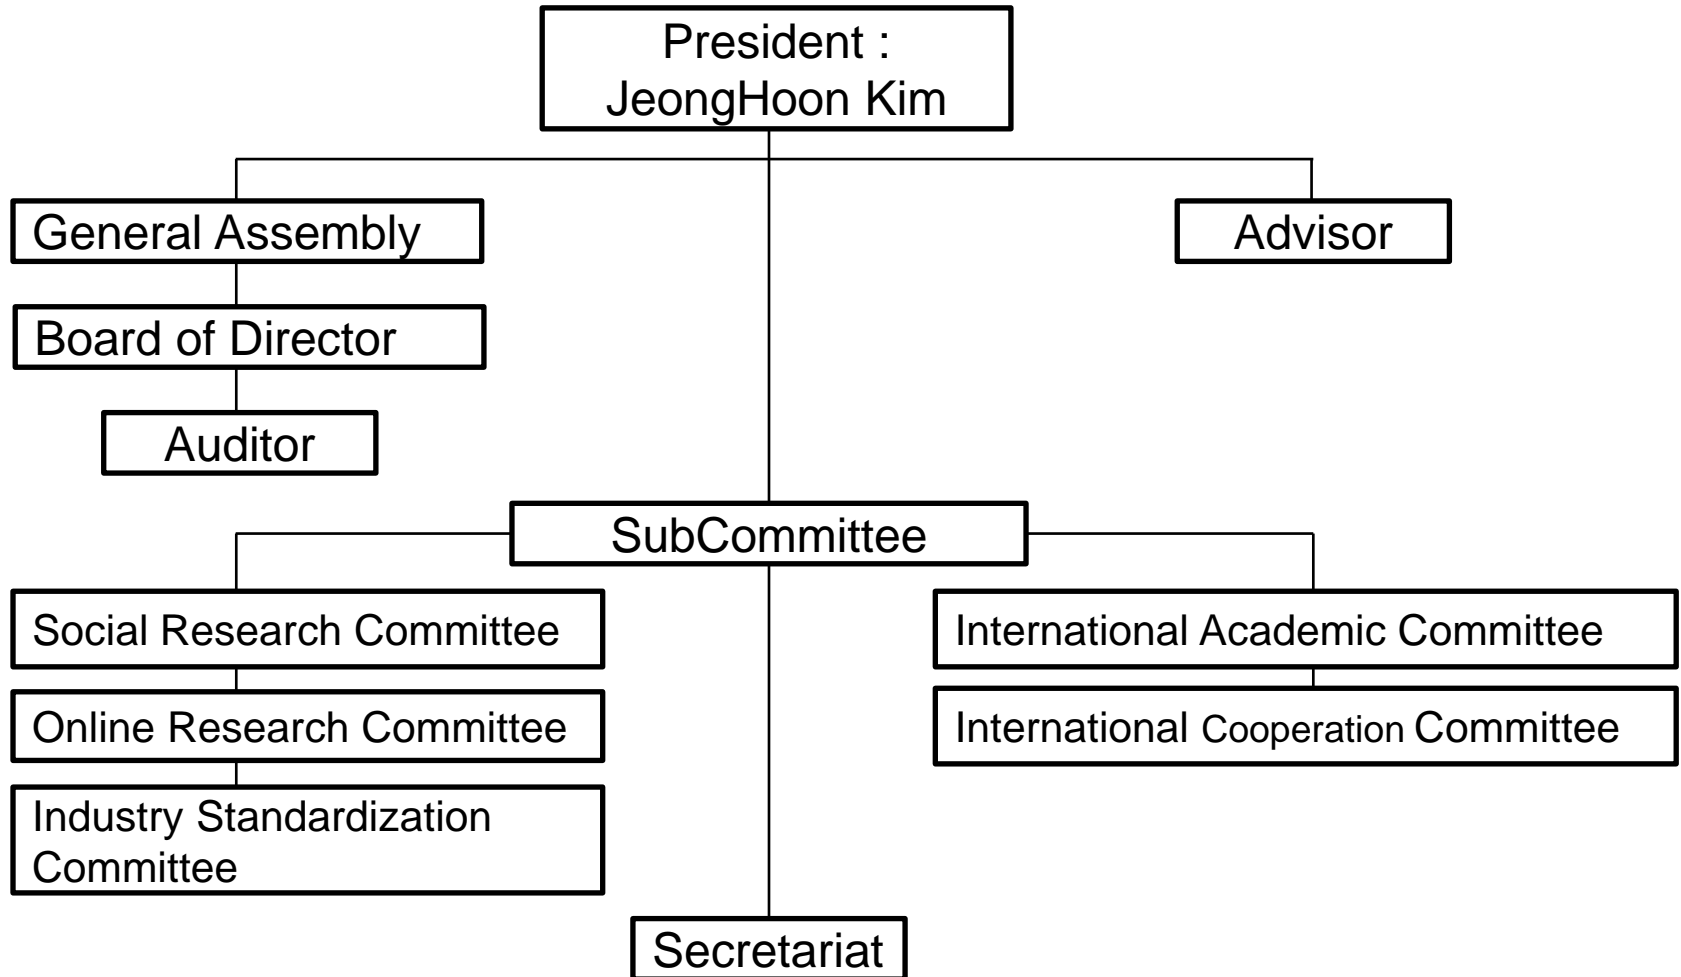 President :
JeongHoon Kim
General Assembly
Advisor
Board of Director
Auditor
SubCommittee
Social Research Committee
International Academic Committee
Online Research Committee
International Cooperation Committee
Industry Standardization
Committee
Secretariat